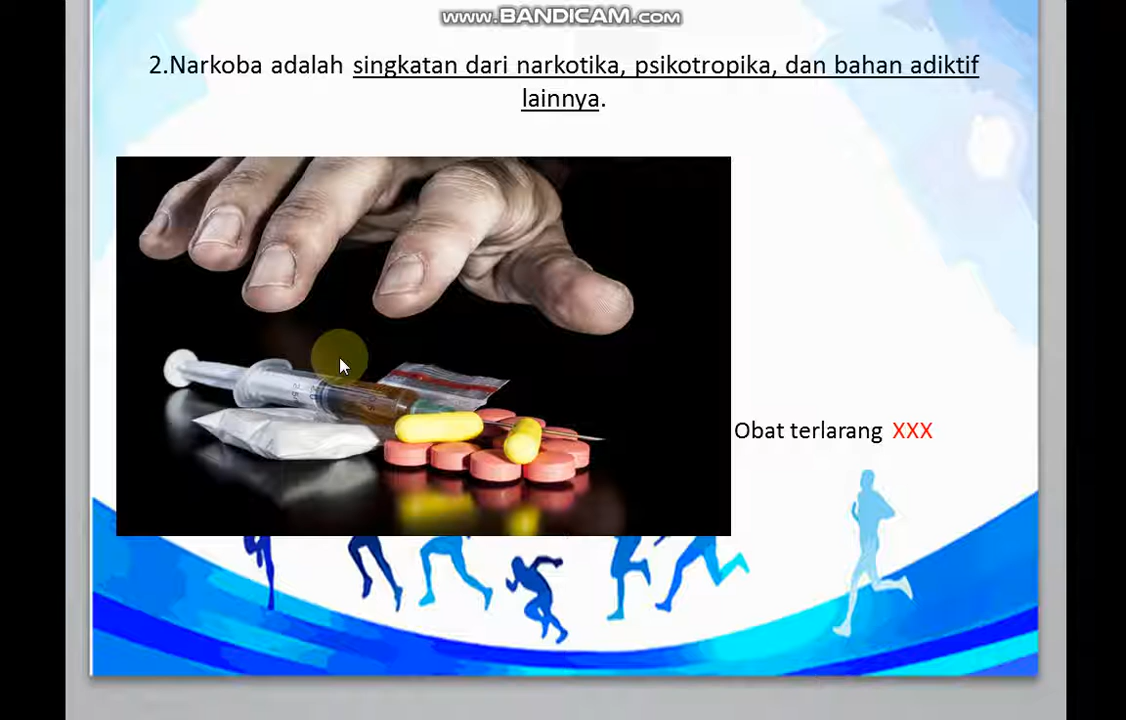 WWW.BANDICAM.COM
2.Narkoba adalah singkatan dari narkotika, psikotropika, dan bahan adiktif
lainnya.
Obat terlarang XXX